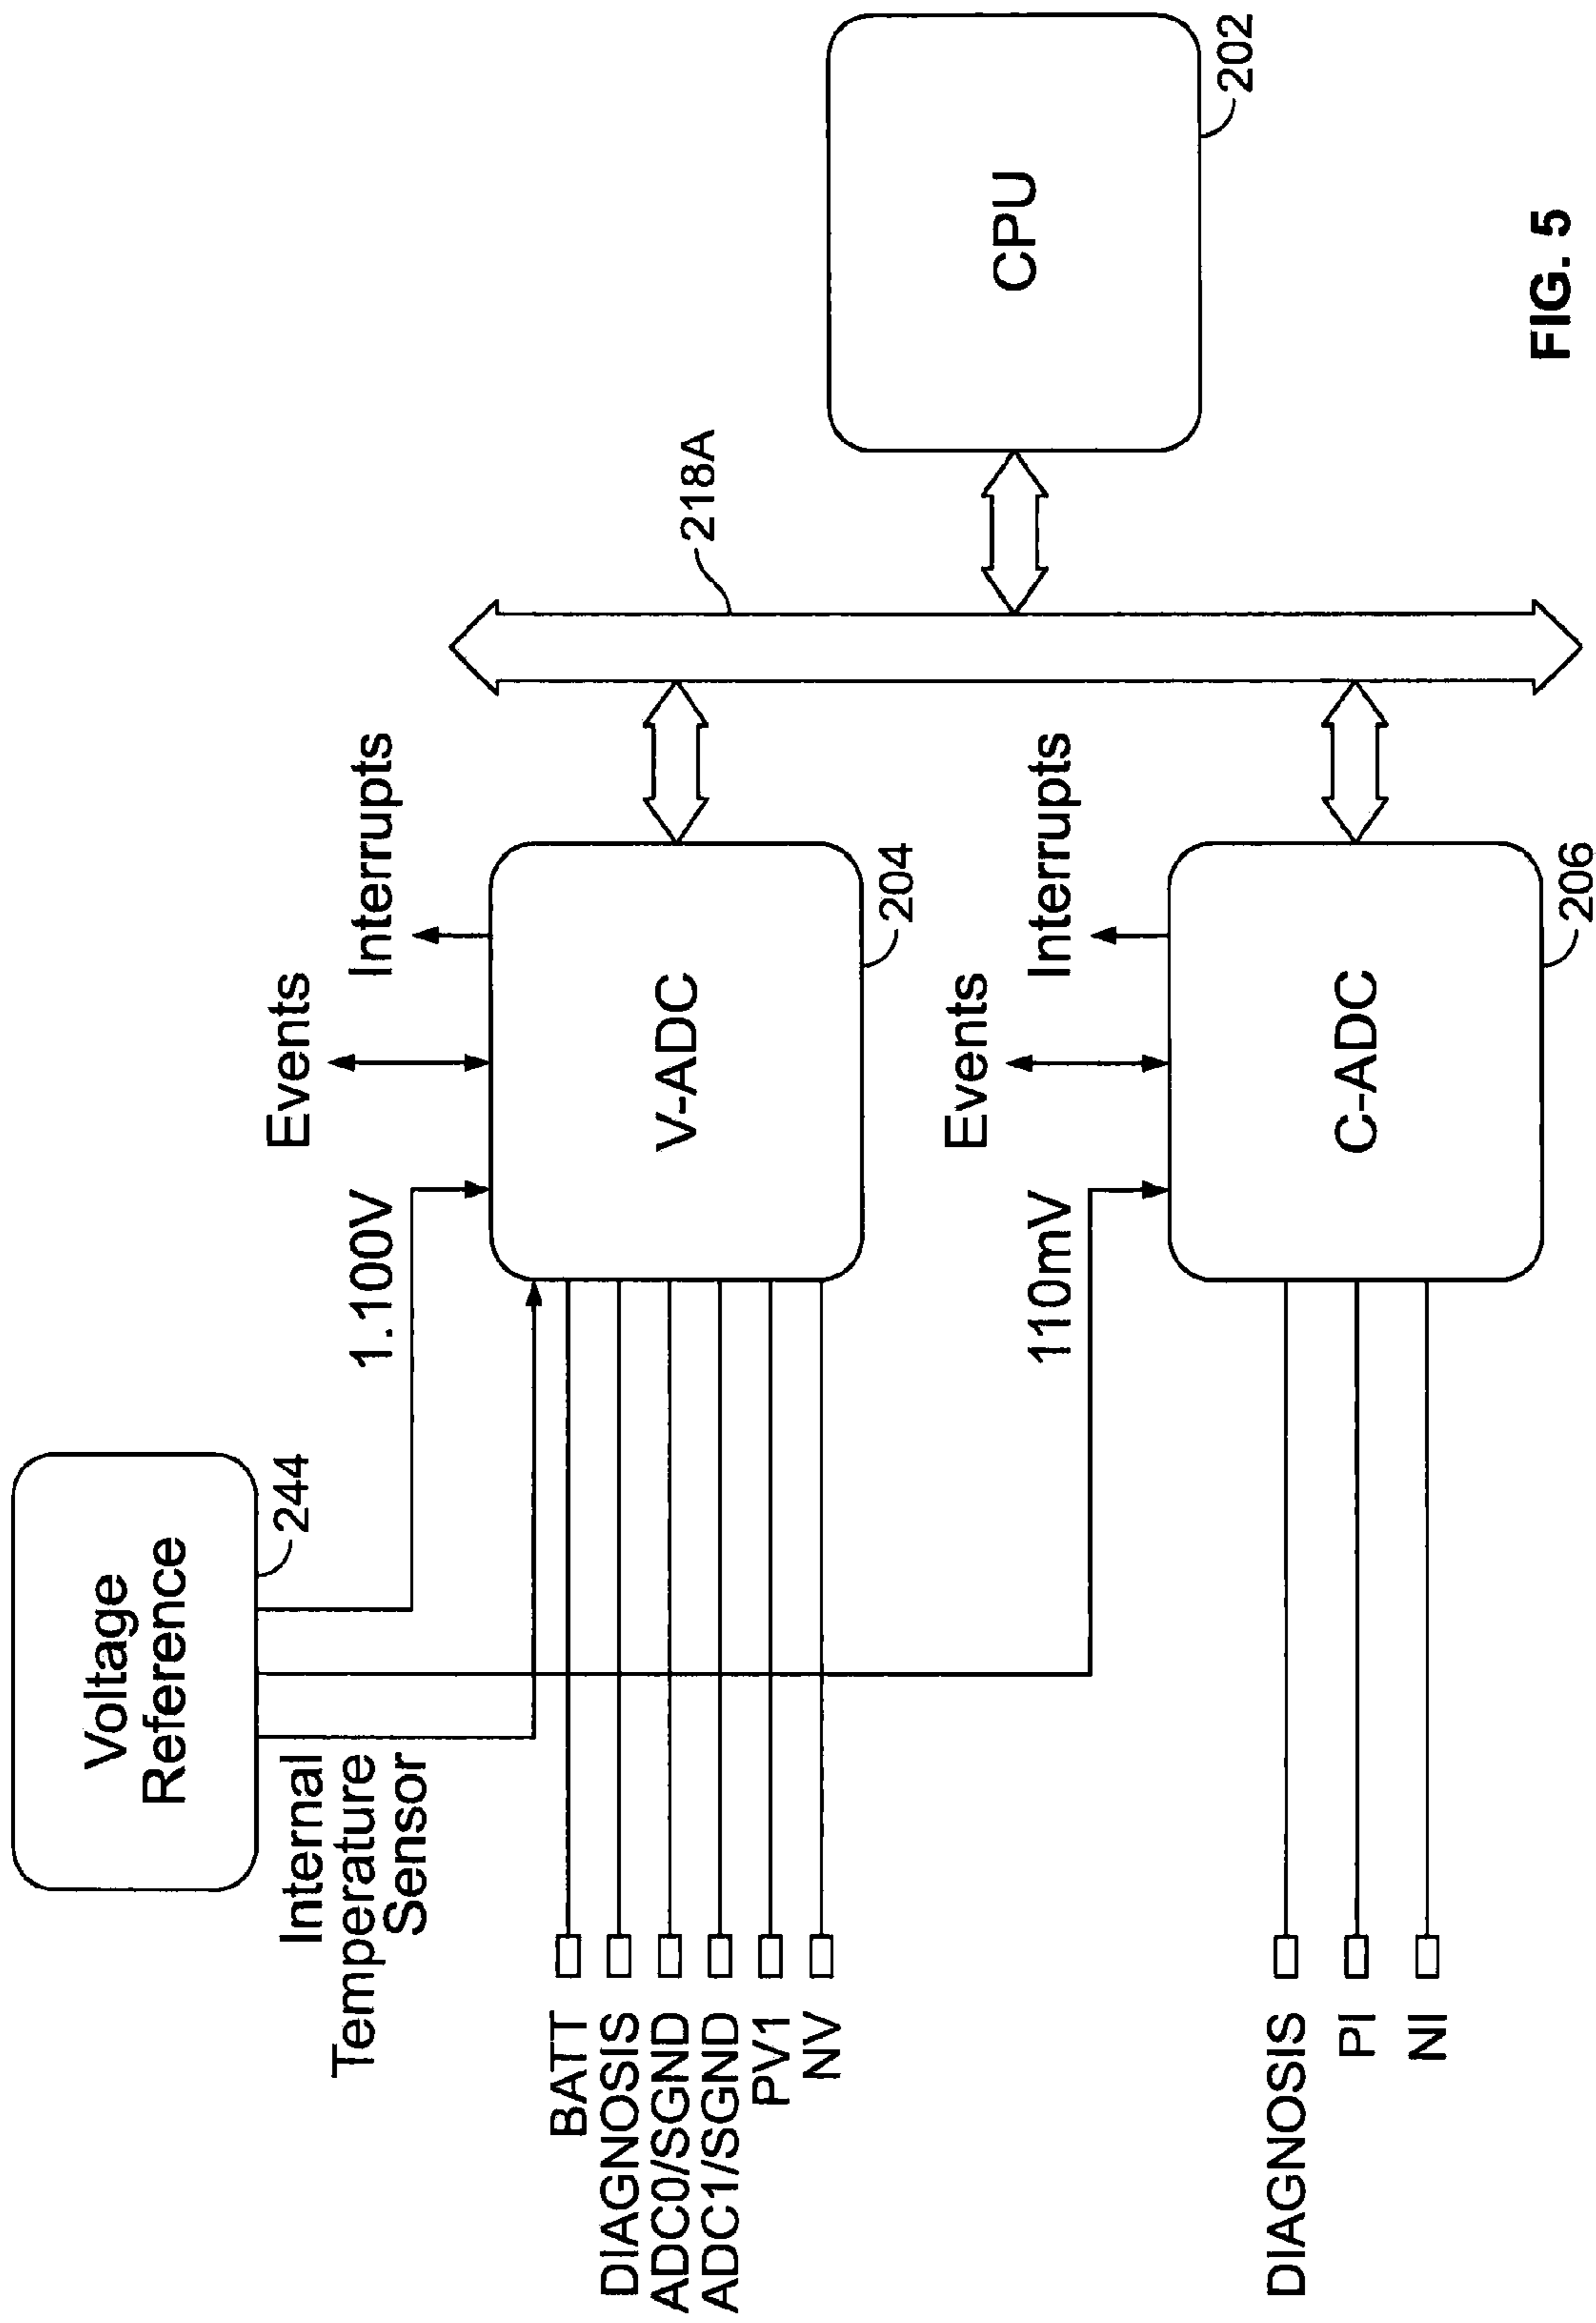 Voltage
Reference
244
Internal
Temperature
Sensor
1.100V
Events
Interrupts
BATT
DIAGNOSIS
ADC0/SGND
ADC1/SGND
PV1
NV
V-ADC
204
218A
110mV
Events
Interrupts
DIAGNOSIS
PI
NI
C-ADC
206
CPU
202
FIG. 5